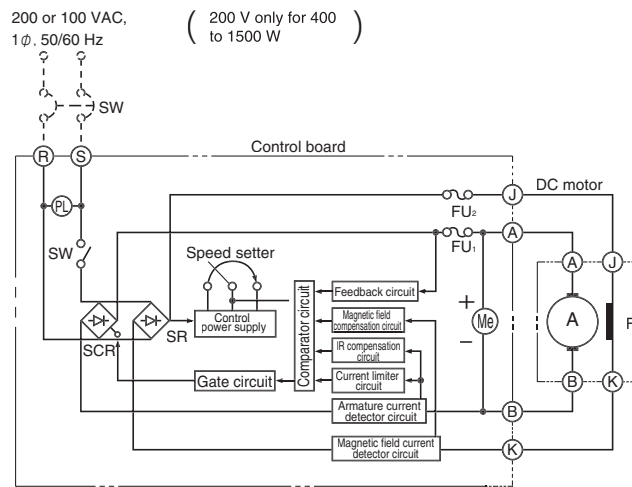 200 or 100 VAC,
1ϕ, 50/60 Hz
( 200 V only for 400
to 1500 W )
SW
Control board
R
S
J
DC motor
PL
FU2
A
FU1
SW
Speed setter
A
J
Feedback circuit
Comparator circuit
Magnetic field
compensation circuit
Control
power supply
+
Me
−
A
F
SCR
SR
IR compensation
circuit
Gate circuit
Current limiter
circuit
B
K
Armature current
detector circuit
B
Magnetic field current
detector circuit
K